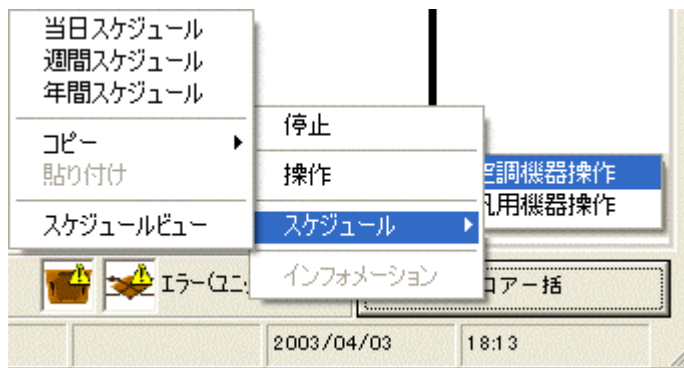 当日スケジュール
週間スケジュール
年間スケジュール
コピー
貼り付け
スケジュールビュー
停止
操作
スケジュール
インフォメーション
空調機器操作
汎用機器操作
エラー(ユニ
ロアー括
2003/04/03
18:13